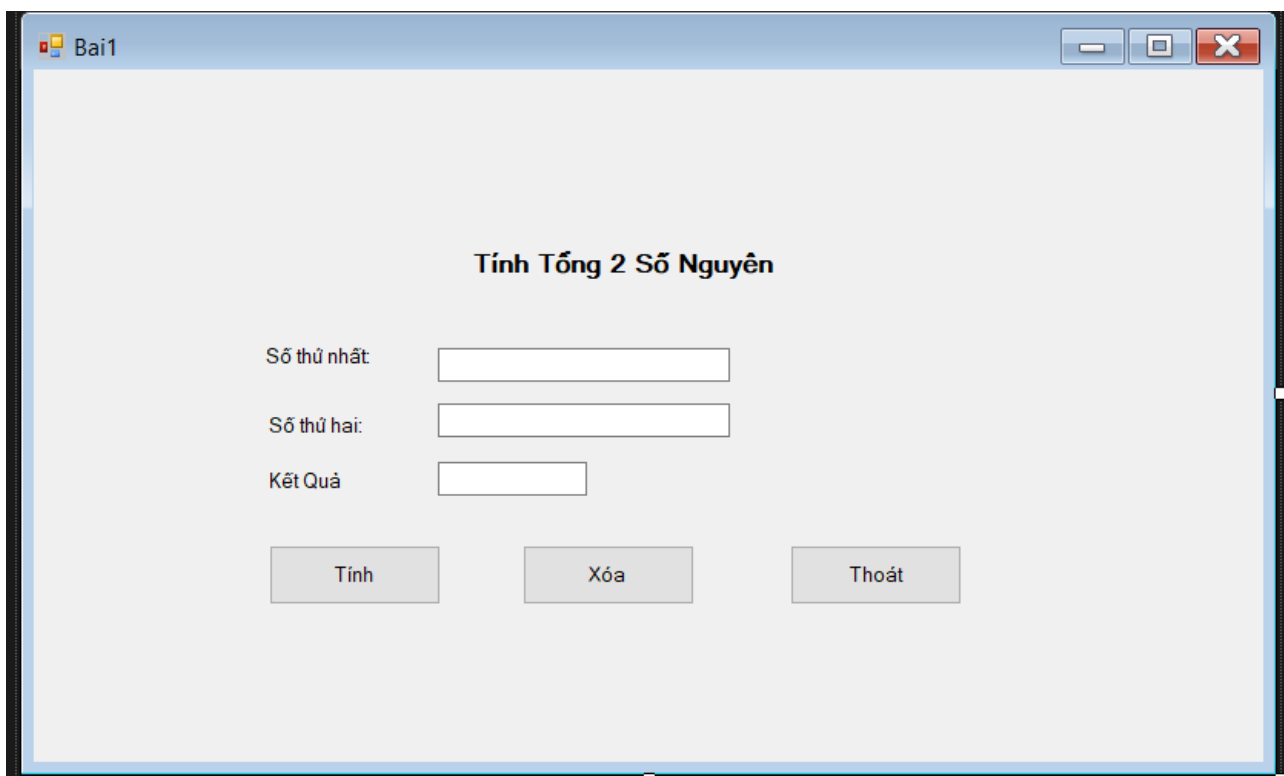 Bai1
Tính Tổng 2 Số Nguyên
Số thứ nhất:
Số thứ hai:
Kết Quả
Tính Xóa Thoát